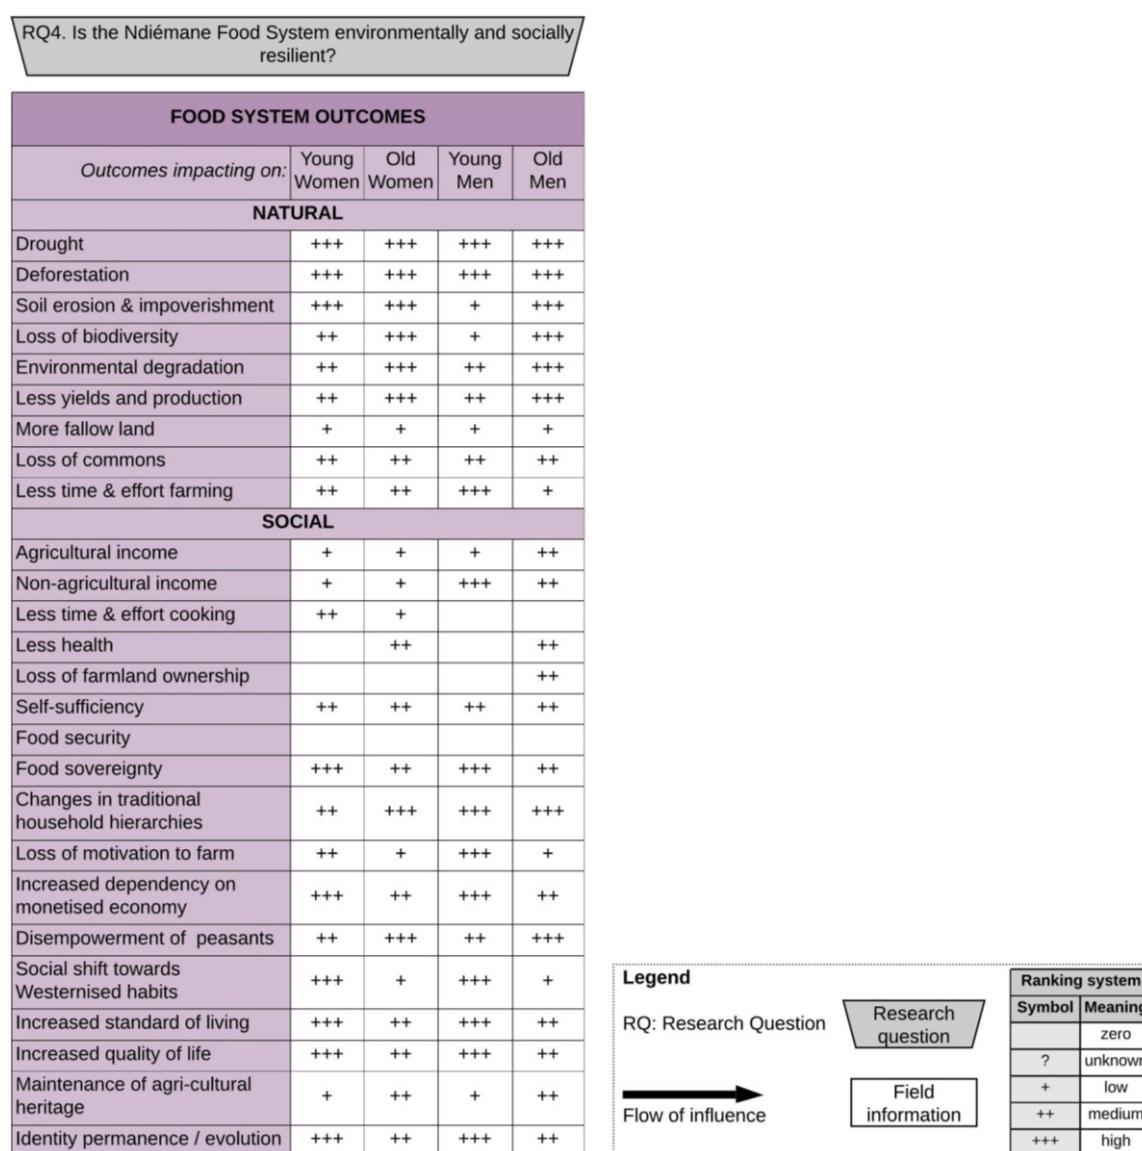 RQ4. Is the Ndiémane Food System environmentally and socially
resilient?
FOOD SYSTEM OUTCOMES
Outcomes impacting on: Young Women Old Women Young Men Old Men
NATURAL
Drought +++ +++ +++ +++
Deforestation +++ +++ +++ +++
Soil erosion & impoverishment +++ +++ + +++
Loss of biodiversity ++ +++ + +++
Environmental degradation ++ +++ ++ +++
Less yields and production ++ +++ ++ +++
More fallow land + + + +
Loss of commons ++ ++ ++ ++
Less time & effort farming ++ ++ +++ +
SOCIAL
Agricultural income + + + ++
Non-agricultural income + + +++ ++
Less time & effort cooking ++ +
Less health ++ ++
Loss of farmland ownership ++
Self-sufficiency ++ ++ ++ ++
Food security
Food sovereignty +++ ++ +++ ++
Changes in traditional
household hierarchies ++ +++ +++ +++
Loss of motivation to farm ++ + +++ +
Increased dependency on
monetised economy +++ ++ +++ ++
Disempowerment of peasants ++ +++ ++ +++
Social shift towards
Westernised habits +++ + +++ +
Increased standard of living +++ ++ +++ ++
Increased quality of life +++ ++ +++ ++
Maintenance of agri-cultural
heritage + ++ + ++
Identity permanence / evolution +++ ++ +++ ++
Legend
RQ: Research Question
Research
question
Flow of influence
Field
information
Ranking system
Symbol Meaning
zero
? unknown
+ low
++ medium
+++ high